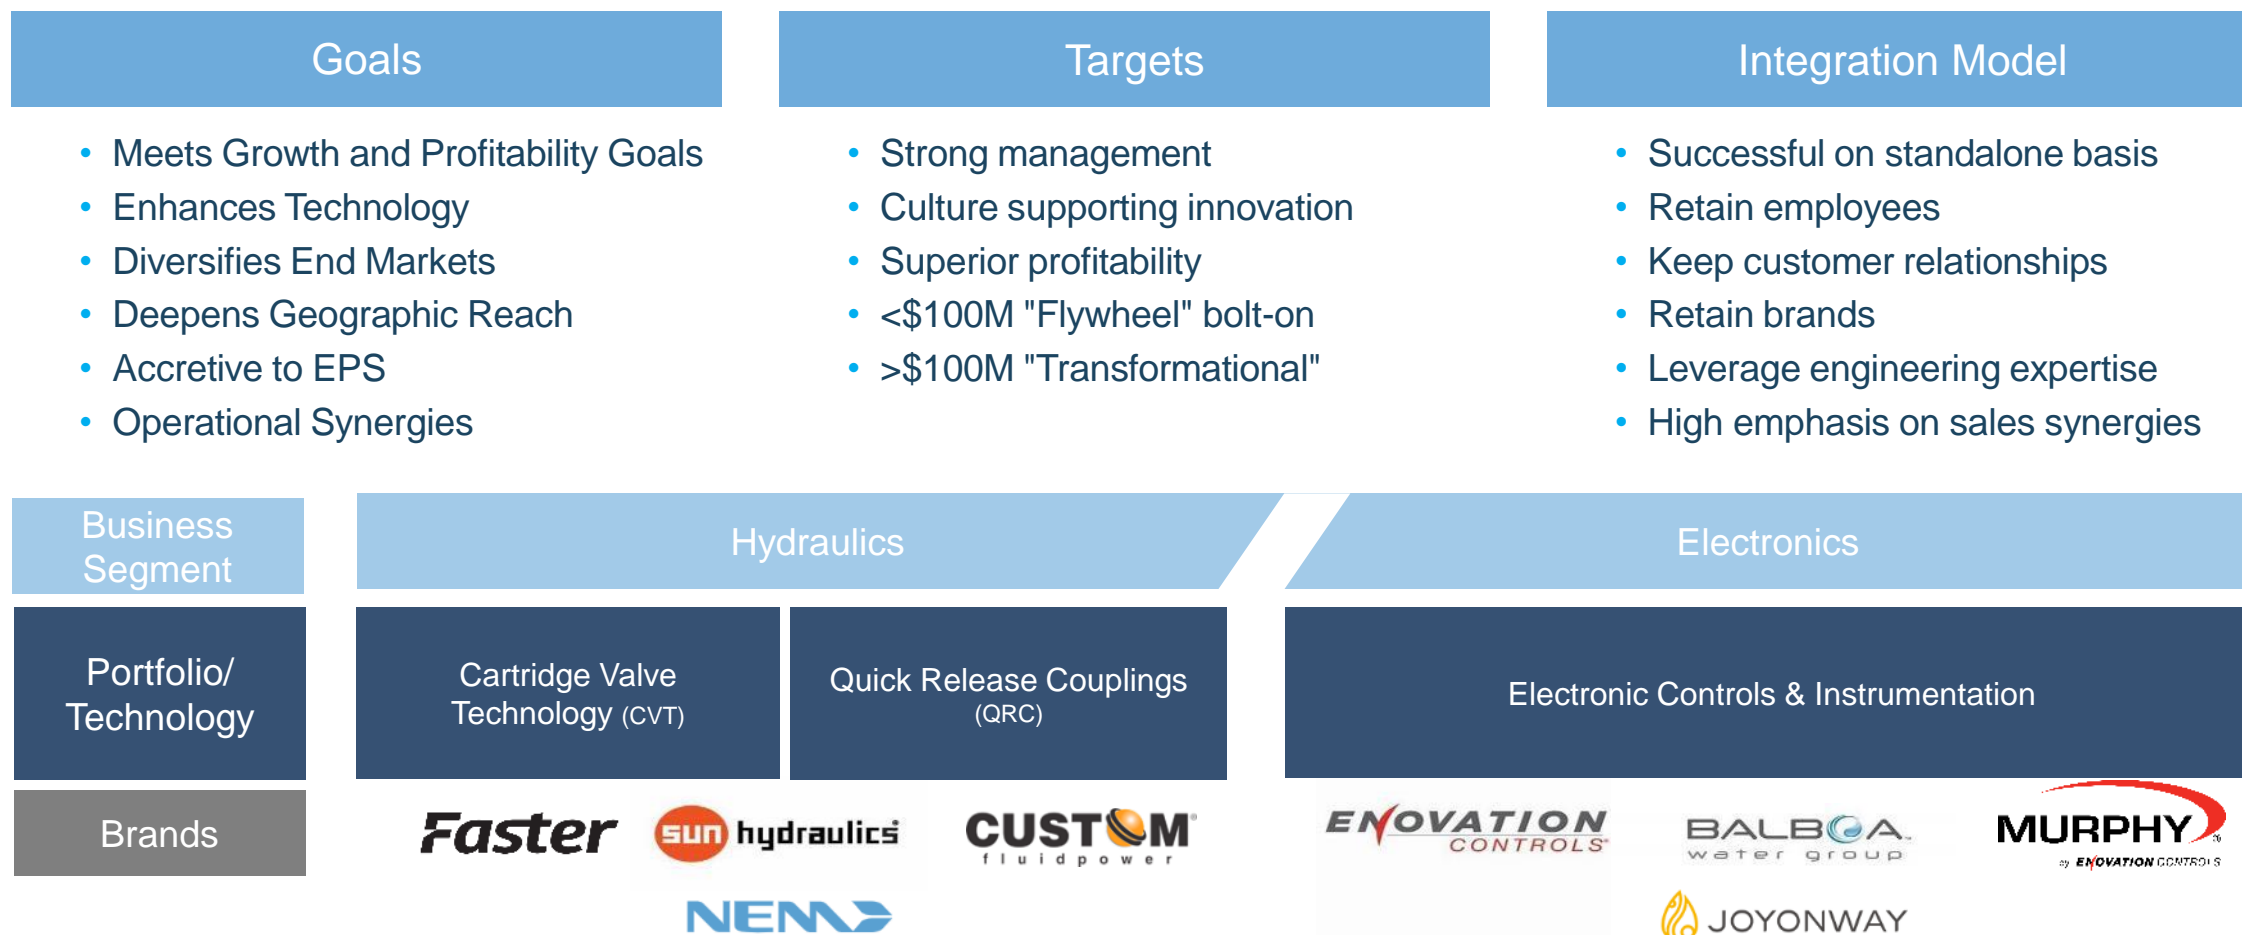 Goals
• Meets Growth and Profitability Goals
• Enhances Technology
• Diversifies End Markets
• Deepens Geographic Reach
• Accretive to EPS
• Operational Synergies
Targets
• Strong management
• Culture supporting innovation
• Superior profitability
• <$100M "Flywheel" bolt-on
• >$100M "Transformational"
Integration Model
• Successful on standalone basis
• Retain employees
• Keep customer relationships
• Retain brands
• Leverage engineering expertise
• High emphasis on sales synergies
Business
Segment
Hydraulics
Electronics
Portfolio/
Technology
Cartridge Valve
Technology (CVT)
Quick Release Couplings
(QRC)
Electronic Controls & Instrumentation
Brands
Faster
sun hydraulics
CUSTOM
fluidpower
ENOVATION
CONTROLS
BALBOA
water group
MURPHY
by ENOVATION CONTROLS
NEM
JOYONWAY